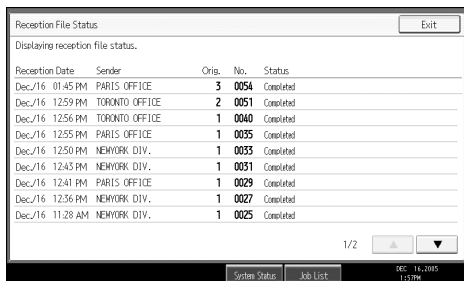 Reception File Status Exit
Displaying reception file status.
Reception Date Sender Orig. No. Status
Dec./16 01:45 PM PARIS OFFICE 3 0054 Completed
Dec./16 12:59 PM TORONTO OFFICE 2 0051 Completed
Dec./16 12:56 PM TORONTO OFFICE 1 0040 Completed
Dec./16 12:55 PM PARIS OFFICE 1 0035 Completed
Dec./16 12:50 PM NEWYORK DIV. 1 0033 Completed
Dec./16 12:43 PM NEWYORK DIV. 1 0031 Completed
Dec./16 12:41 PM PARIS OFFICE 1 0029 Completed
Dec./16 12:36 PM NEWYORK DIV. 1 0027 Completed
Dec./16 11:28 AM NEWYORK DIV. 1 0025 Completed
1/2 ▲ ▼
System Status Job List DEC 16,2005
1:57PM